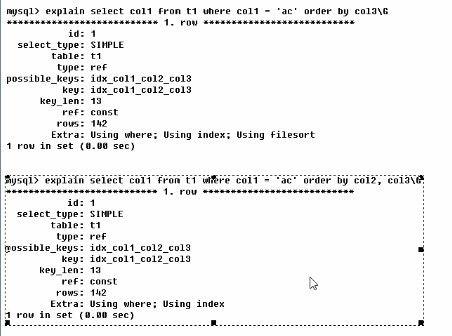 mysql> explain select col1 from t1 where col1 = 'ac' order by col3\G
*************************** 1. row ***************************
id: 1
select_type: SIMPLE
table: t1
type: ref
possible_keys: idx_col1_col2_col3
key: idx_col1_col2_col3
key_len: 13
ref: const
rows: 142
Extra: Using where; Using index; Using filesort
1 row in set (0.00 sec)
mysql> explain select col1 from t1 where col1 = 'ac' order by col2, col3\G
*************************** 1. row ***************************
id: 1
select_type: SIMPLE
table: t1
type: ref
possible_keys: idx_col1_col2_col3
key: idx_col1_col2_col3
key_len: 13
ref: const
rows: 142
Extra: Using where; Using index
1 row in set (0.00 sec)